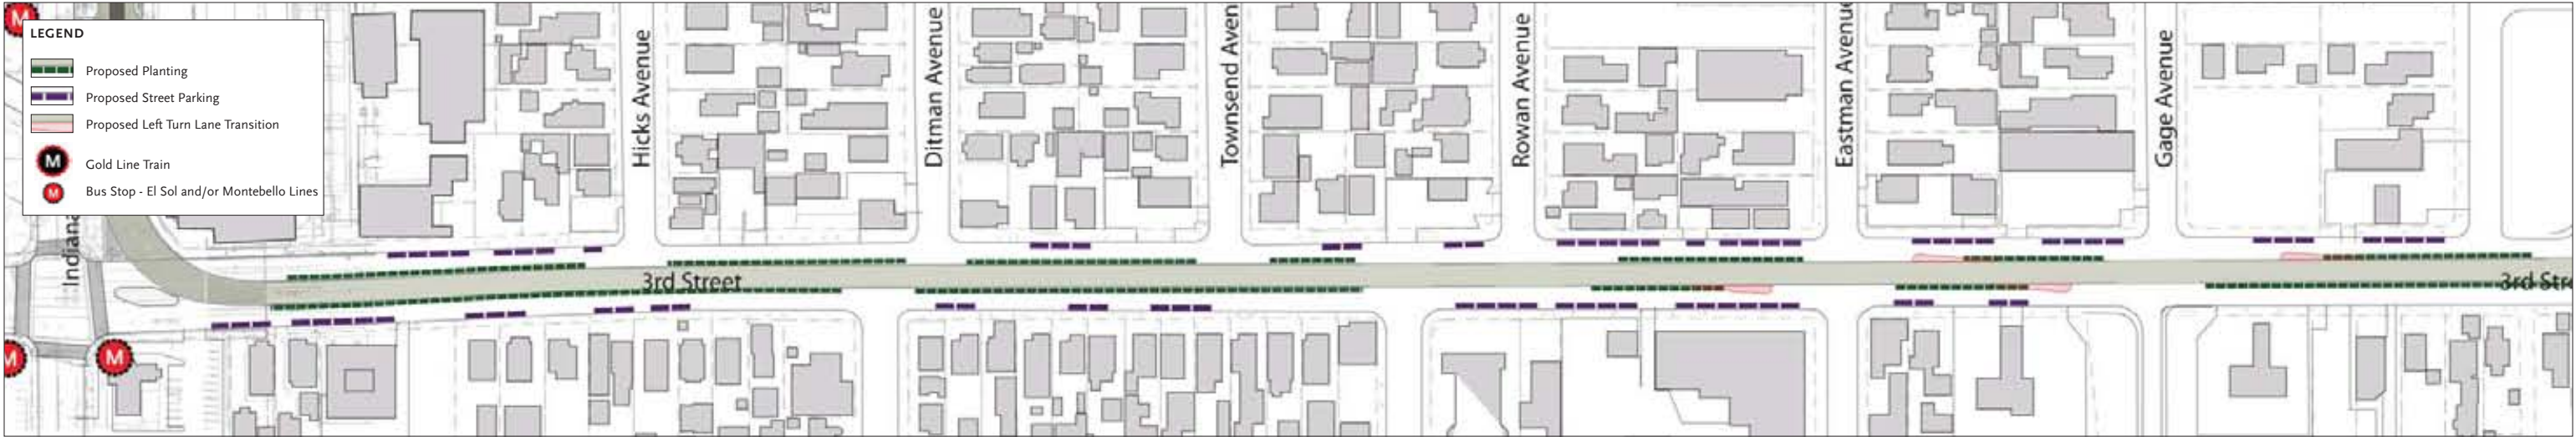 M
LEGEND
Proposed Planting
Proposed Street Parking
Proposed Left Turn Lane Transition
M
Gold Line Train
M
Bus Stop - El Sol and/or Montebello Lines
Indiana
Hicks Avenue
Ditman Avenue
Townsend Aven
Rowan Avenue
Eastman Avenue
Gage Avenue
3rd Street
3rd Str
M
M